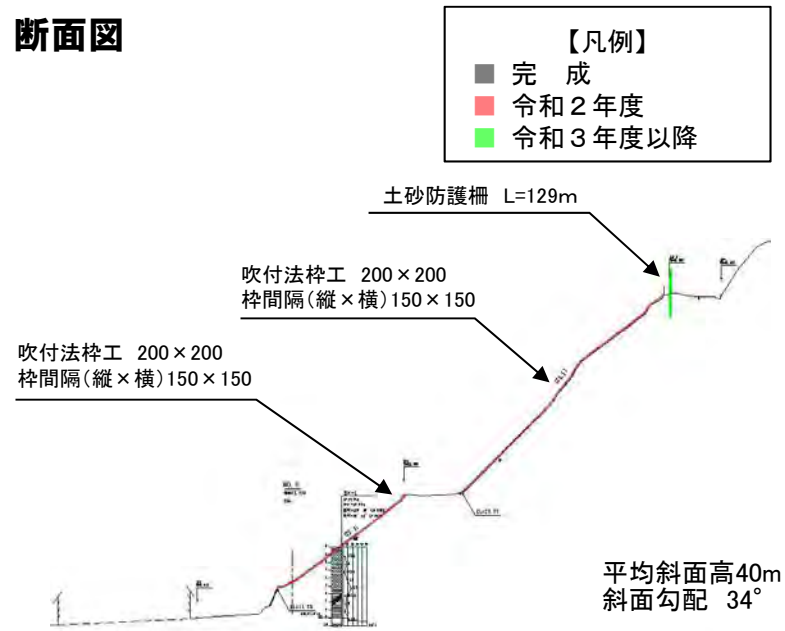 断面図
【凡例】
完　成
令和２年度
令和３年度以降
土砂防護柵　L=129m
吹付法枠工　200×200
枠間隔(縦×横)150×150
吹付法枠工　200×200
枠間隔(縦×横)150×150
平均斜面高40m
斜面勾配　34°